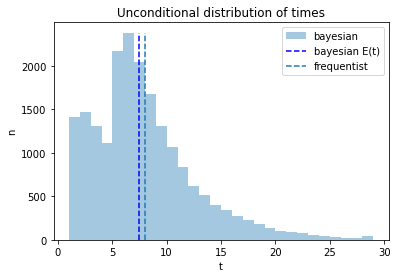 Unconditional distribution of times
bayesian
bayesian E(t)
frequentist
n
2000
1500
1000
500
0
0 5 10 15 20 25 30
t